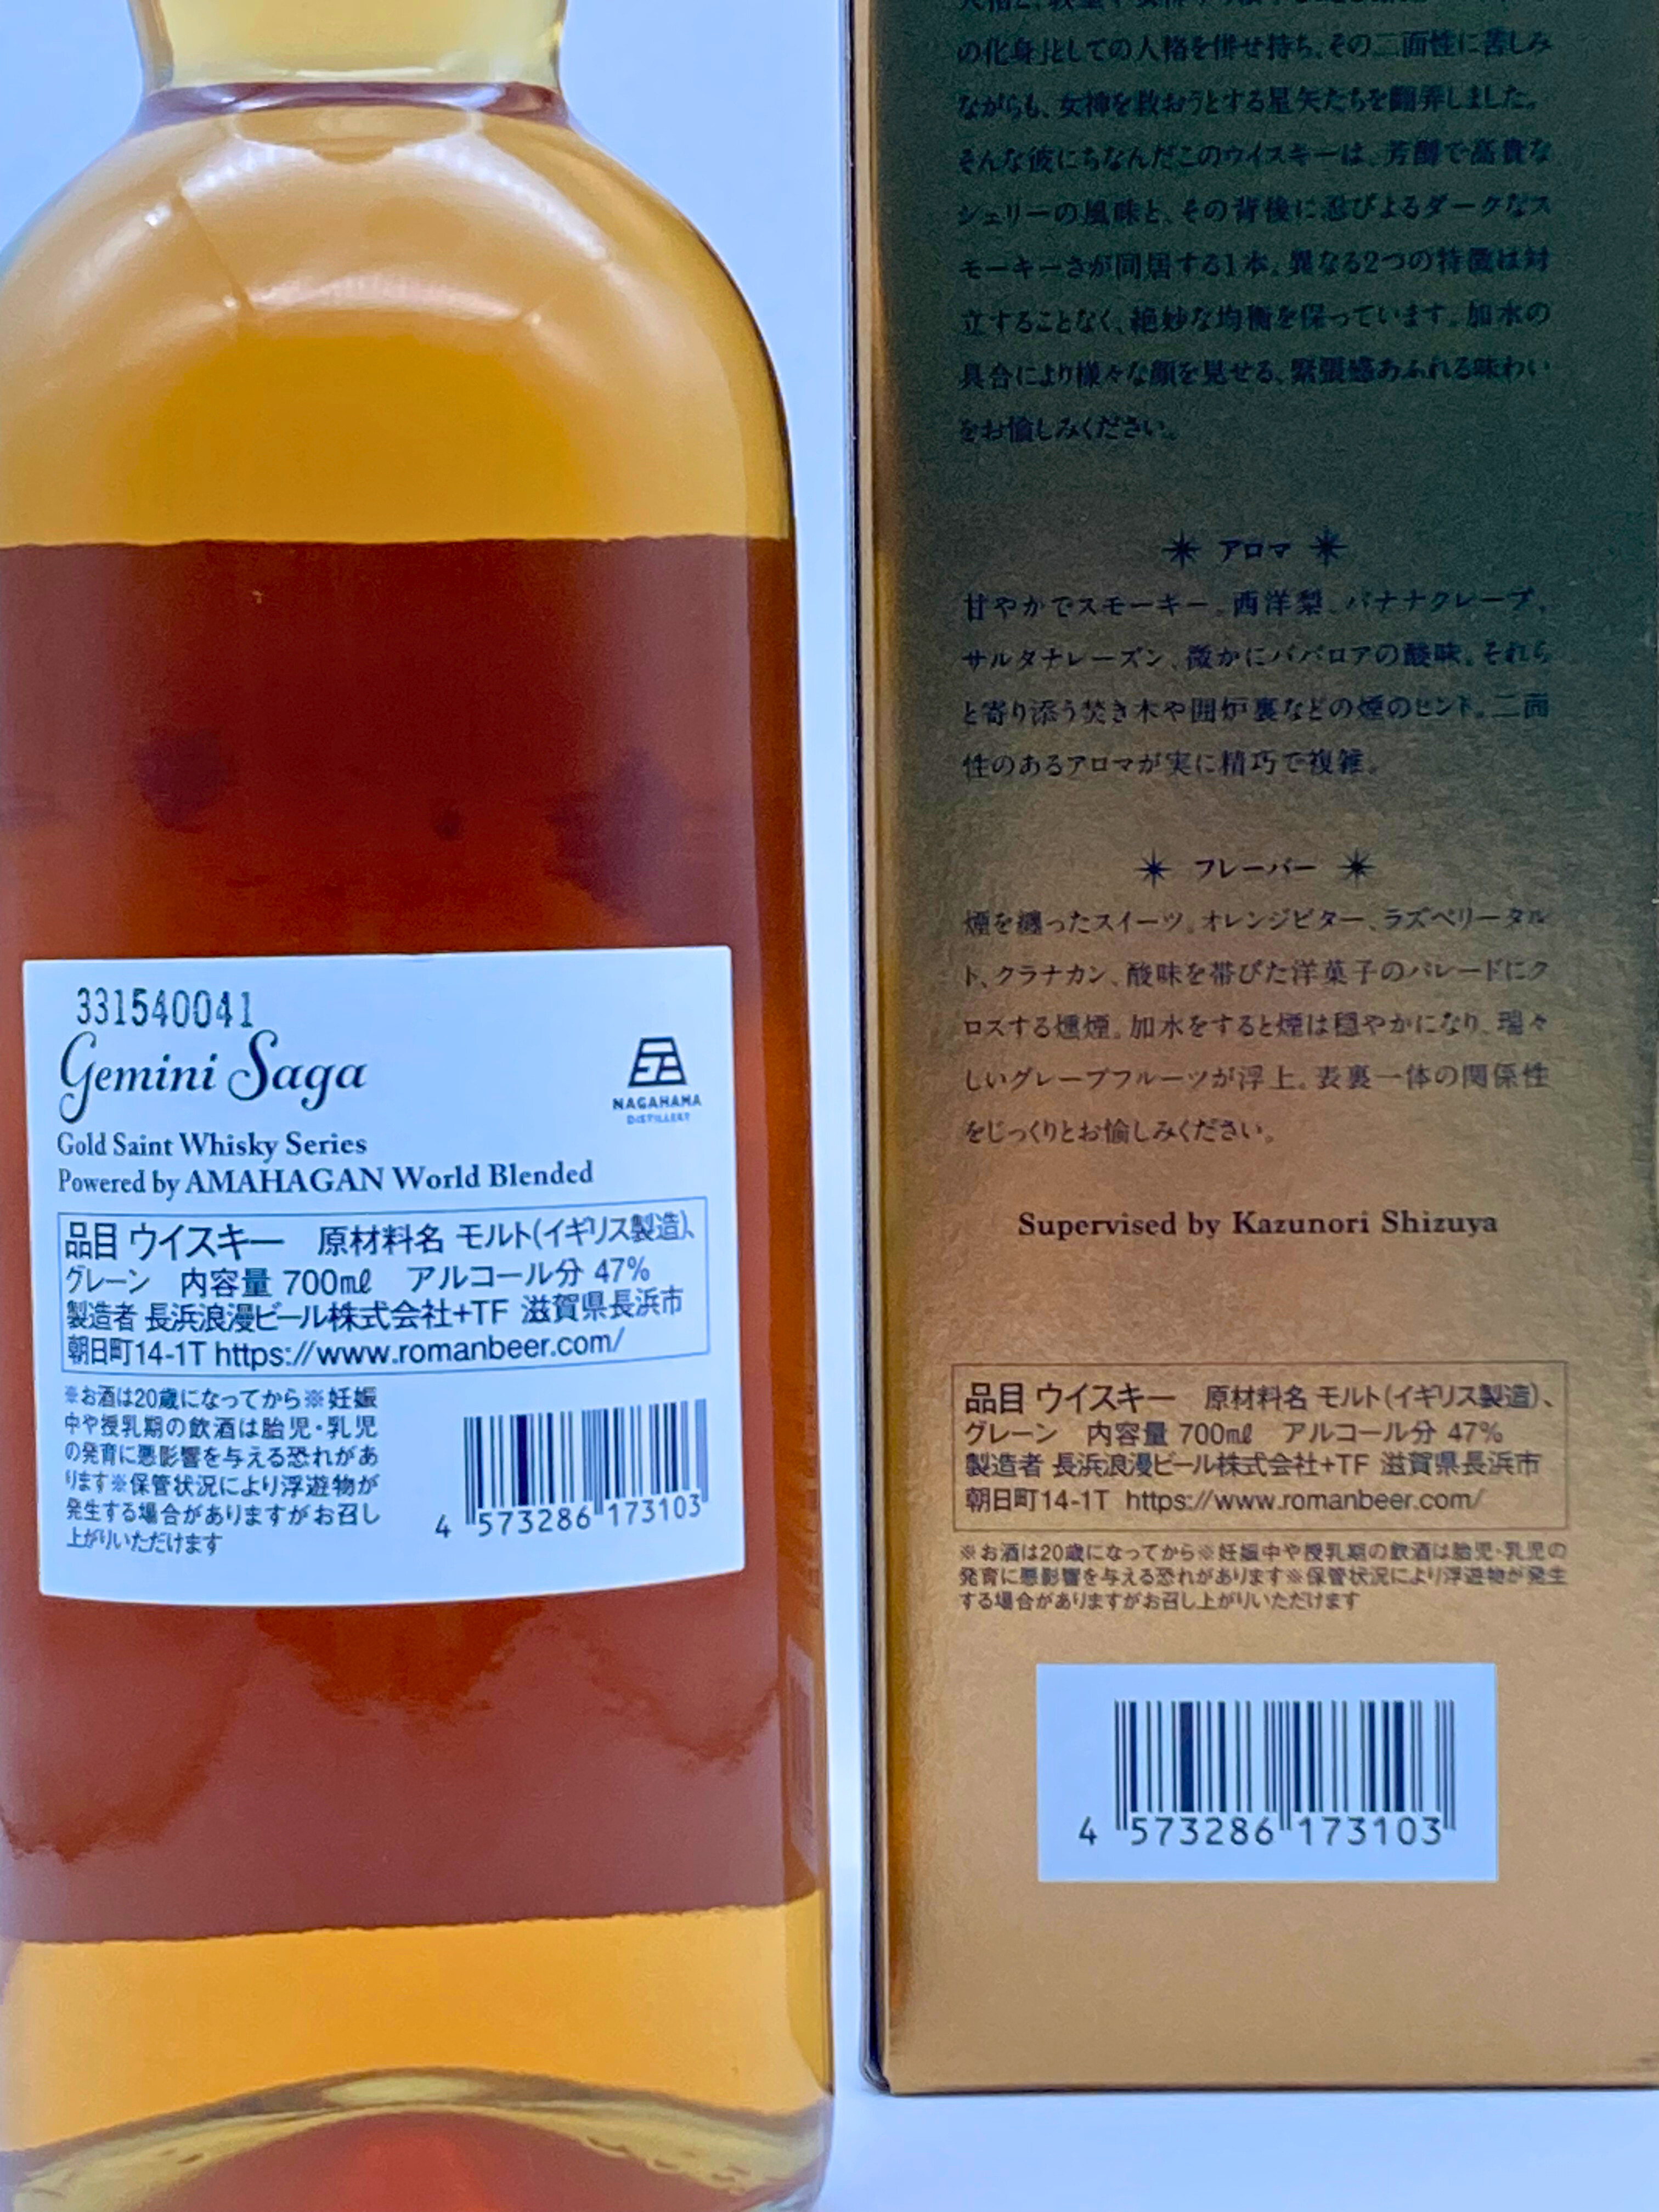 331540041
Gemini Saga
NAGAHAMA
DISTILLERY
Gold Saint Whisky Series
Powered by AMAHAGAN World Blended
品目 ウイスキー 原材料名 モルト(イギリス製造)、
グレーン 内容量 700㎖ アルコール分 47%
製造者 長浜浪漫ビール株式会社+TF 滋賀県長浜市
朝日町14-1T https://www.romanbeer.com/
※お酒は20歳になってから※妊娠
中や授乳期の飲酒は胎児・乳児
の発育に悪影響を与える恐れがあ
ります※保管状況により浮遊物が
発生する場合がありますがお召し
上がりいただけます
4 573286 173103
の化身」としての人格を併せ持ち、その二面性に苦しみ
ながらも、女神を救おうとする星矢たちを翻弄しました。
そんな彼にちなんだこのウイスキーは、芳醇で高貴な
シェリーの風味と、その背後に忍びよるダークなス
モーキーさが同居する1本。異なる2つの特徴は対
立することなく、絶妙な均衡を保っています。加水の
具合により様々な顔を見せる、緊張感あふれる味わい
をお愉しみください。
アロマ
甘やかでスモーキー。西洋梨、バナナクレープ、
サルタナレーズン、微かにババロアの酸味。それら
と寄り添う焚き木や囲炉裏などの煙のヒント。二面
性のあるアロマが実に精巧で複雑。
フレーバー
煙を纏ったスイーツ。オレンジビター、ラズベリータル
ト、クラナカン、酸味を帯びた洋菓子のパレードにク
ロスする燻煙。加水をすると煙は穏やかになり、瑞々
しいグレープフルーツが浮上。表裏一体の関係性
をじっくりとお愉しみください。
Supervised by Kazunori Shizuya
品目 ウイスキー 原材料名 モルト(イギリス製造)、
グレーン 内容量 700㎖ アルコール分 47%
製造者 長浜浪漫ビール株式会社+TF 滋賀県長浜市
朝日町14-1T https://www.romanbeer.com/
※お酒は20歳になってから※妊娠中や授乳期の飲酒は胎児・乳児の
発育に悪影響を与える恐れがあります※保管状況により浮遊物が発生
する場合がありますがお召し上がりいただけます
4 573286 173103